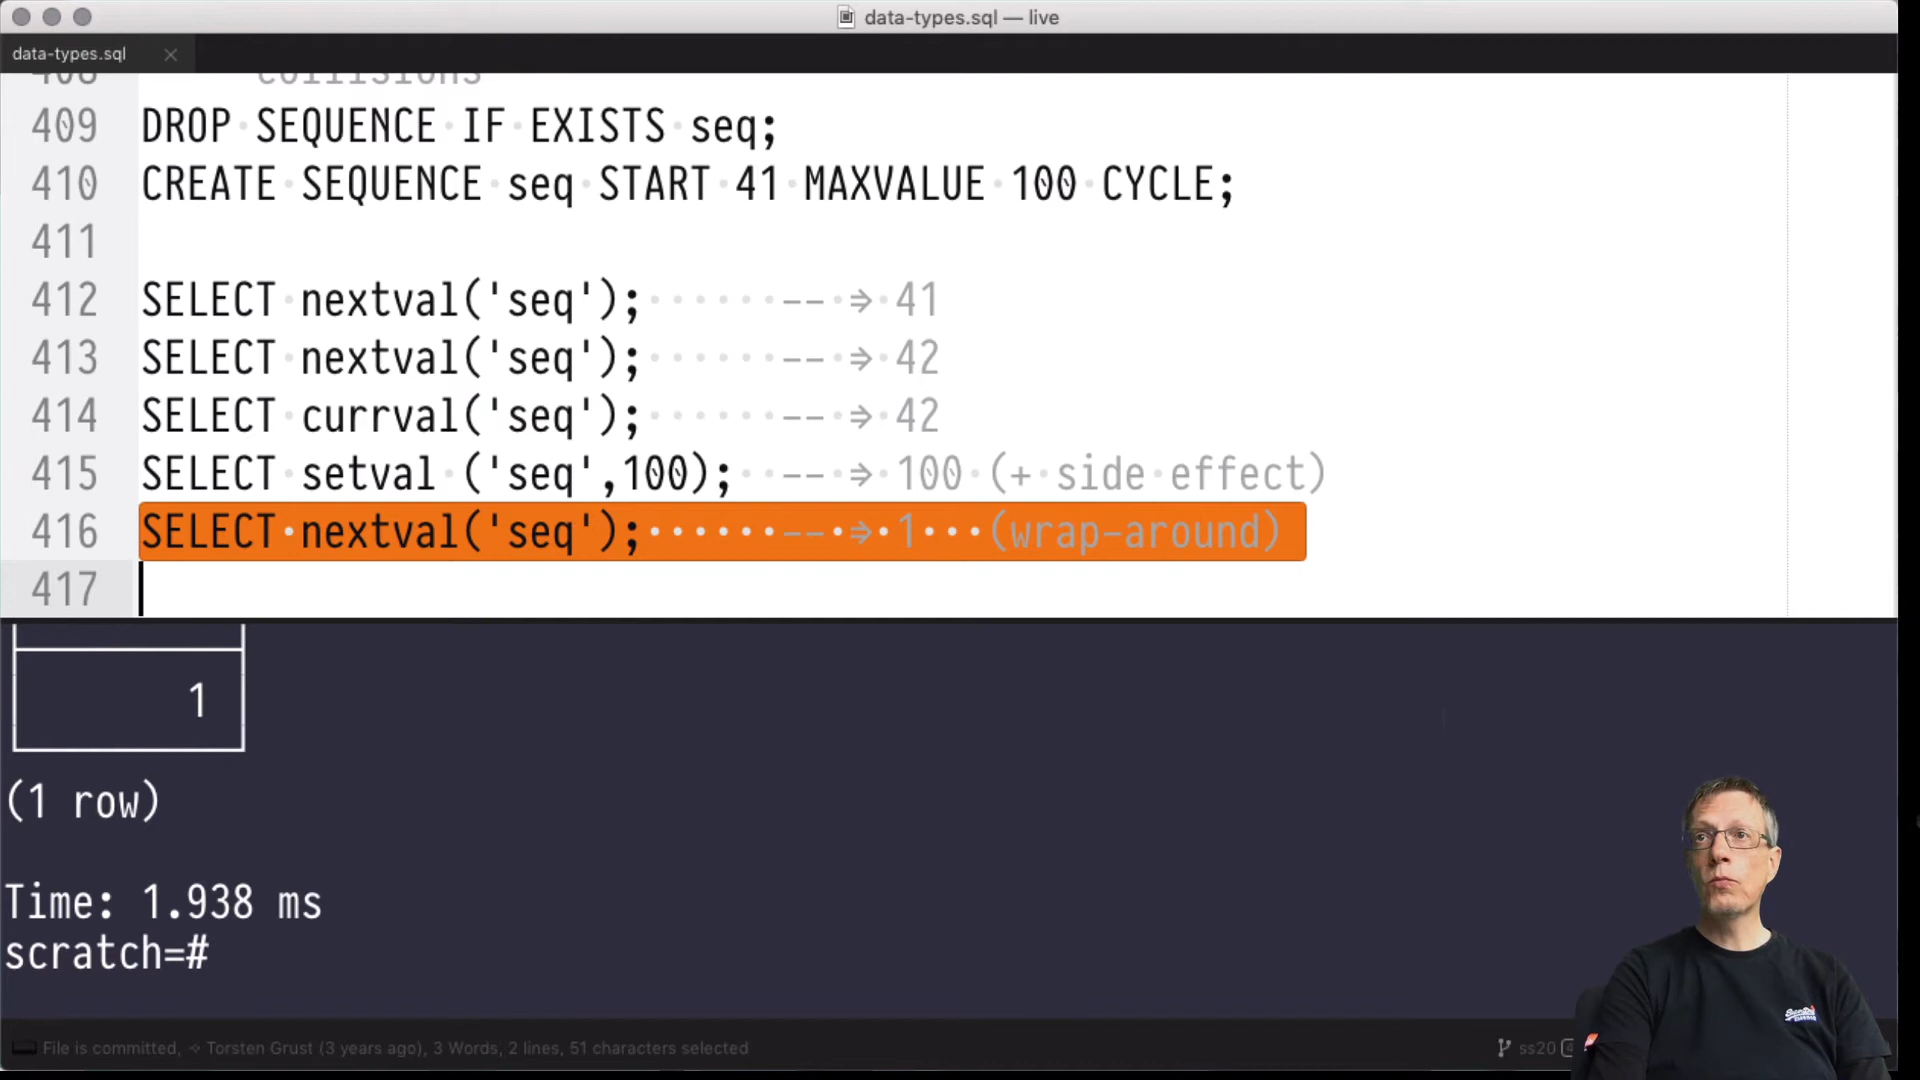 data-types.sql — live
data-types.sql
408 collisions
409 DROP SEQUENCE IF EXISTS seq;
410 CREATE SEQUENCE seq START 41 MAXVALUE 100 CYCLE;
411
412 SELECT nextval('seq'); -- ⇒ 41
413 SELECT nextval('seq'); -- ⇒ 42
414 SELECT currval('seq'); -- ⇒ 42
415 SELECT setval ('seq',100); -- ⇒ 100 (+ side effect)
416 SELECT nextval('seq'); -- ⇒ 1 (wrap-around)
417
1
(1 row)
Time: 1.938 ms
scratch=#
File is committed, Torsten Grust (3 years ago), 3 Words, 2 lines, 51 characters selected
ss20